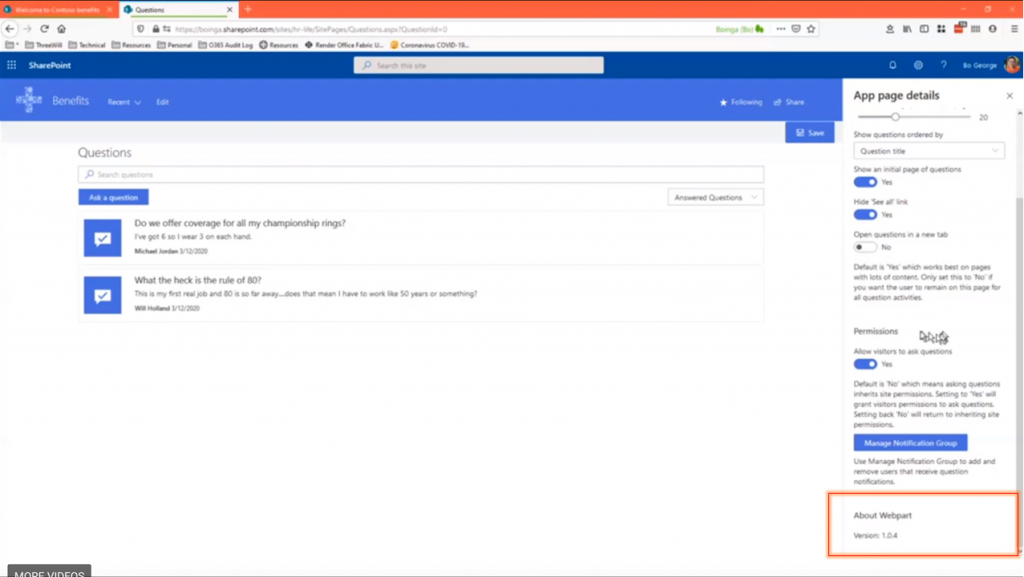 Welcome to Contoso benefits
Questions
https://boinga.sharepoint.com/sites/hr-life/SitePages/Questions.aspx?QuestionId=0
Boinga (Bo)
ThreeWill
Technical
Resources
Personal
O365 Audit Log
Resources
Render Office Fabric U...
Coronavirus COVID-19...
SharePoint
Search this site
Bo George
Benefits
Recent
Edit
Following
Share
Save
Questions
Search questions
Ask a question
Answered Questions
Do we offer coverage for all my championship rings?
I've got 6 so I wear 3 on each hand.
Michael Jordan 3/12/2020
What the heck is the rule of 80?
This is my first real job and 80 is so far away....does that mean I have to work like 50 years or something?
Will Holland 3/12/2020
App page details
20
Show questions ordered by
Question title
Show an initial page of questions
Yes
Hide 'See all' link
Yes
Open questions in a new tab
No
Default is 'Yes' which works best on pages
with lots of content. Only set this to 'No' if
you want the user to remain on this page for
all question activities.
Permissions
Allow visitors to ask questions
Yes
Default is 'No' which means asking questions
inherits site permissions. Setting to 'Yes' will
grant visitors permissions to ask questions.
Setting back 'No' will return to inheriting site
permissions.
Manage Notification Group
Use Manage Notification Group to add and
remove users that receive question
notifications.
About Webpart
Version: 1.0.4
MORE VIDEOS